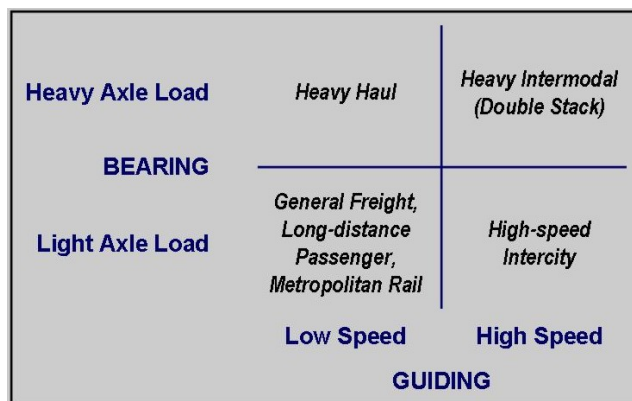 Heavy Axle Load
Heavy Haul
Heavy Intermodal
(Double Stack)
BEARING
Light Axle Load
General Freight,
Long-distance
Passenger,
Metropolitan Rail
High-speed
Intercity
Low Speed
High Speed
GUIDING